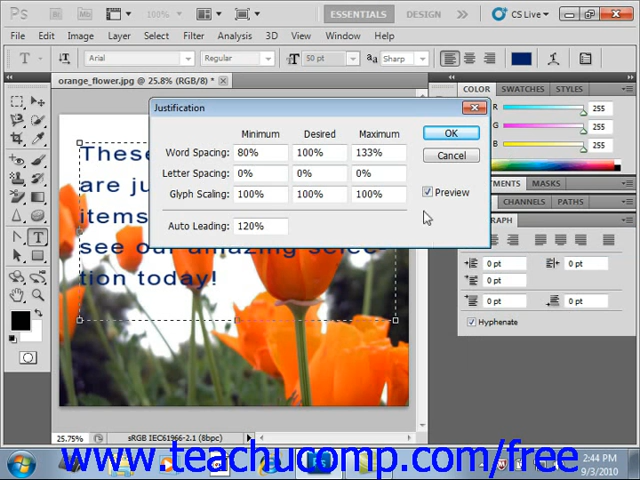 Ps
Br
Mb
100%
ESSENTIALS
DESIGN
CS Live
File Edit Image Layer Select Filter Analysis 3D View Window Help
T
Arial
Regular
50 pt
aa
Sharp
orange_flower.jpg @ 25.8% (RGB/8) *
COLOR SWATCHES STYLES
Justification
255
255
255
Minimum Desired Maximum
OK
Word Spacing: 80% 100% 133%
Cancel
Letter Spacing: 0% 0% 0%
Glyph Scaling: 100% 100% 100%
Preview
Auto Leading: 120%
MASKS
CHANNELS PATHS
0 pt 0 pt
0 pt
0 pt 0 pt
Hyphenate
These
are ju
items
see our amazing selec-
tion today!
25.75%
sRGB IEC61966-2.1 (8bpc)
www.teachucomp.com/free
2:44 PM
9/3/2010